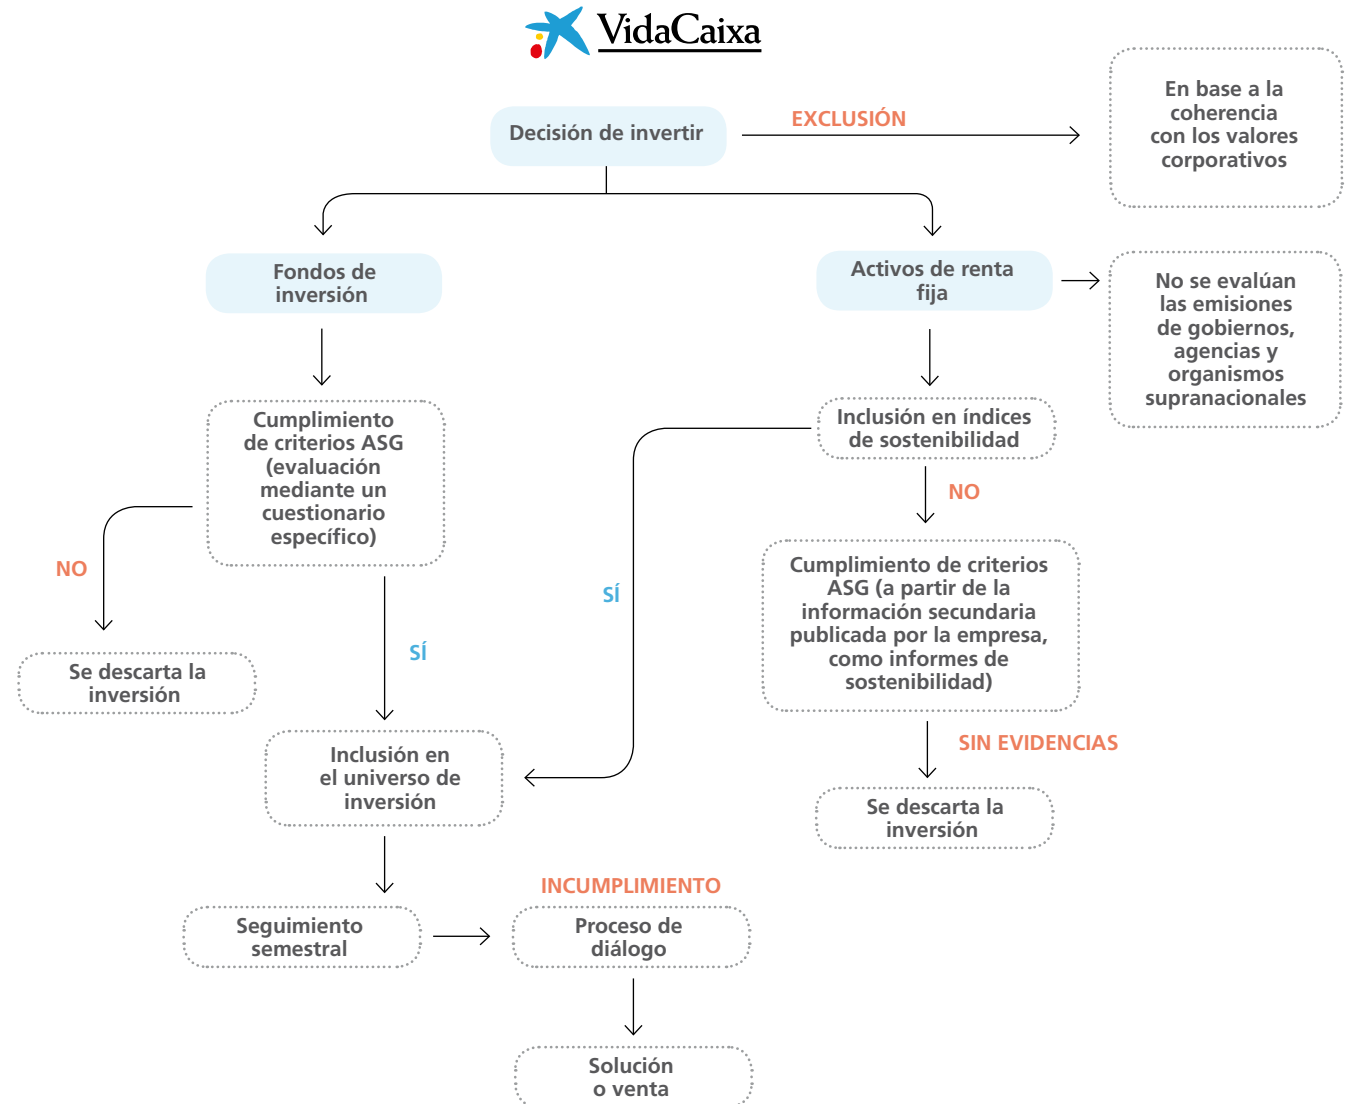 VidaCaixa
Decisión de invertir
EXCLUSIÓN
En base a la
coherencia
con los valores
corporativos
Fondos de
inversión
Activos de renta
fija
No se evalúan
las emisiones
de gobiernos,
agencias y
organismos
supranacionales
Cumplimiento
de criterios ASG
(evaluación
mediante un
cuestionario
específico)
Inclusión en índices
de sostenibilidad
NO
NO
SÍ
SÍ
Cumplimiento de criterios
ASG (a partir de la
información secundaria
publicada por la empresa,
como informes de
sostenibilidad)
Se descarta la
inversión
SIN EVIDENCIAS
Inclusión en
el universo de
inversión
Se descarta la
inversión
INCUMPLIMIENTO
Seguimiento
semestral
Proceso de
diálogo
Solución
o venta